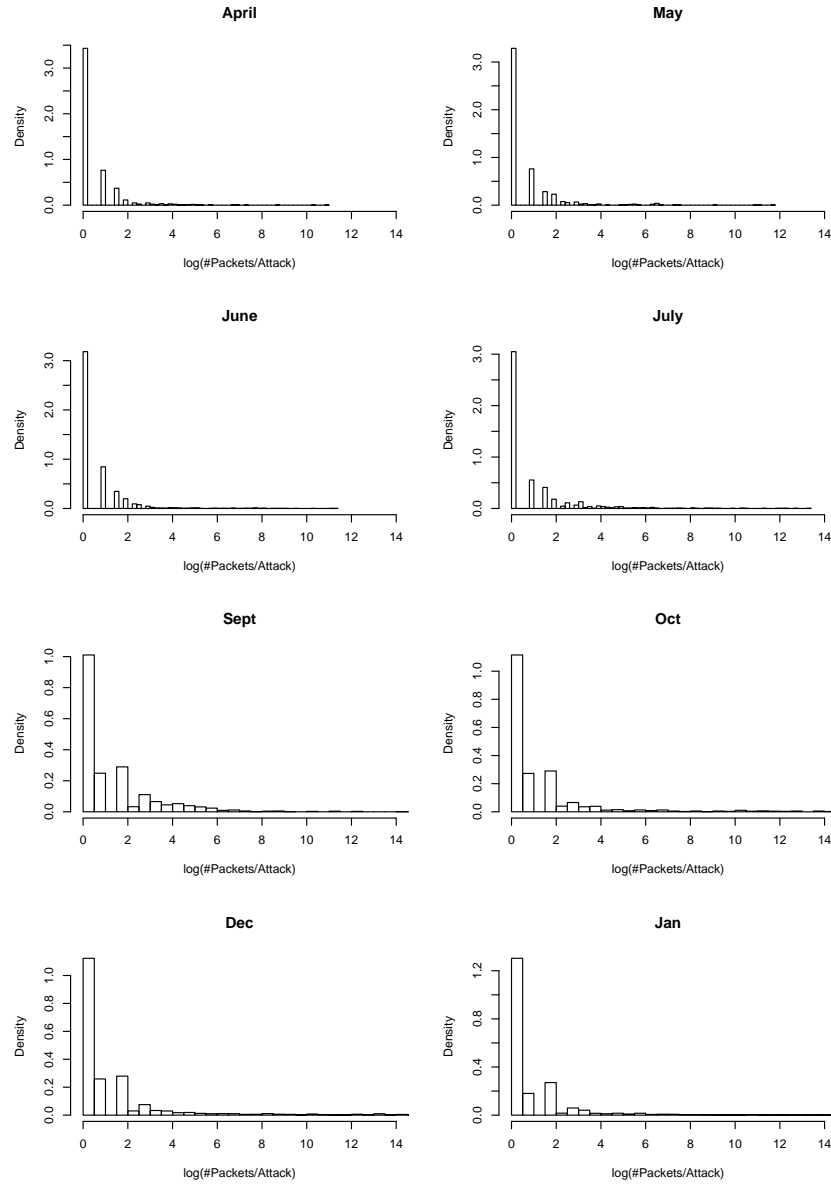 April
May
Density
0.0 1.0 2.0 3.0
0 2 4 6 8 10 12 14
log(#Packets/Attack)
Density
0.0 1.0 2.0 3.0
0 2 4 6 8 10 12 14
log(#Packets/Attack)
June
July
Density
0.0 1.0 2.0 3.0
0 2 4 6 8 10 12 14
log(#Packets/Attack)
Density
0.0 1.0 2.0 3.0
0 2 4 6 8 10 12 14
log(#Packets/Attack)
Sept
Oct
Density
0.0 0.2 0.4 0.6 0.8 1.0
0 2 4 6 8 10 12 14
log(#Packets/Attack)
Density
0.0 0.2 0.4 0.6 0.8 1.0
0 2 4 6 8 10 12 14
log(#Packets/Attack)
Dec
Jan
Density
0.0 0.2 0.4 0.6 0.8 1.0
0 2 4 6 8 10 12 14
log(#Packets/Attack)
Density
0.0 0.4 0.8 1.2
0 2 4 6 8 10 12 14
log(#Packets/Attack)